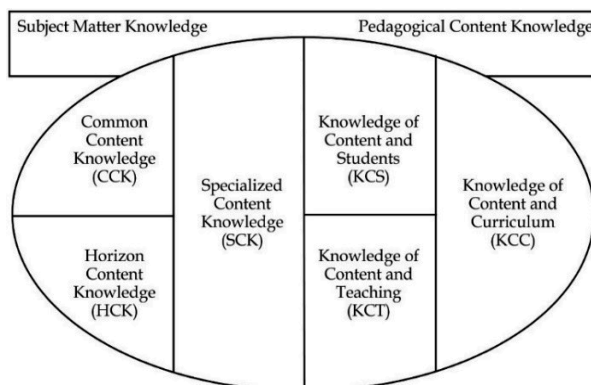 Subject Matter Knowledge
Pedagogical Content Knowledge
Common
Content
Knowledge
(CCK)
Horizon
Content
Knowledge
(HCK)
Specialized
Content
Knowledge
(SCK)
Knowledge of
Content and
Students
(KCS)
Knowledge of
Content and
Teaching
(KCT)
Knowledge of
Content and
Curriculum
(KCC)